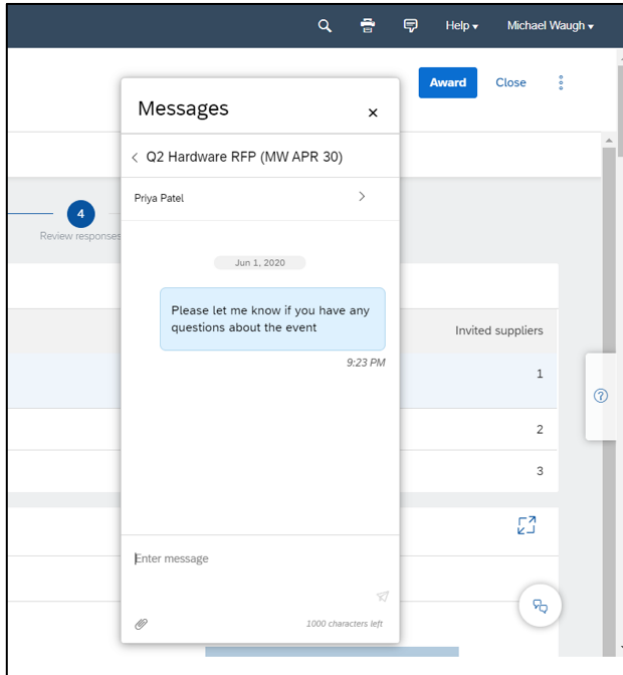 Help
Michael Waugh
Award
Close
Messages
Q2 Hardware RFP (MW APR 30)
Priya Patel
4
Review responses
Jun 1, 2020
Please let me know if you have any
questions about the event
9:23 PM
Invited suppliers
1
2
3
Enter message
1000 characters left